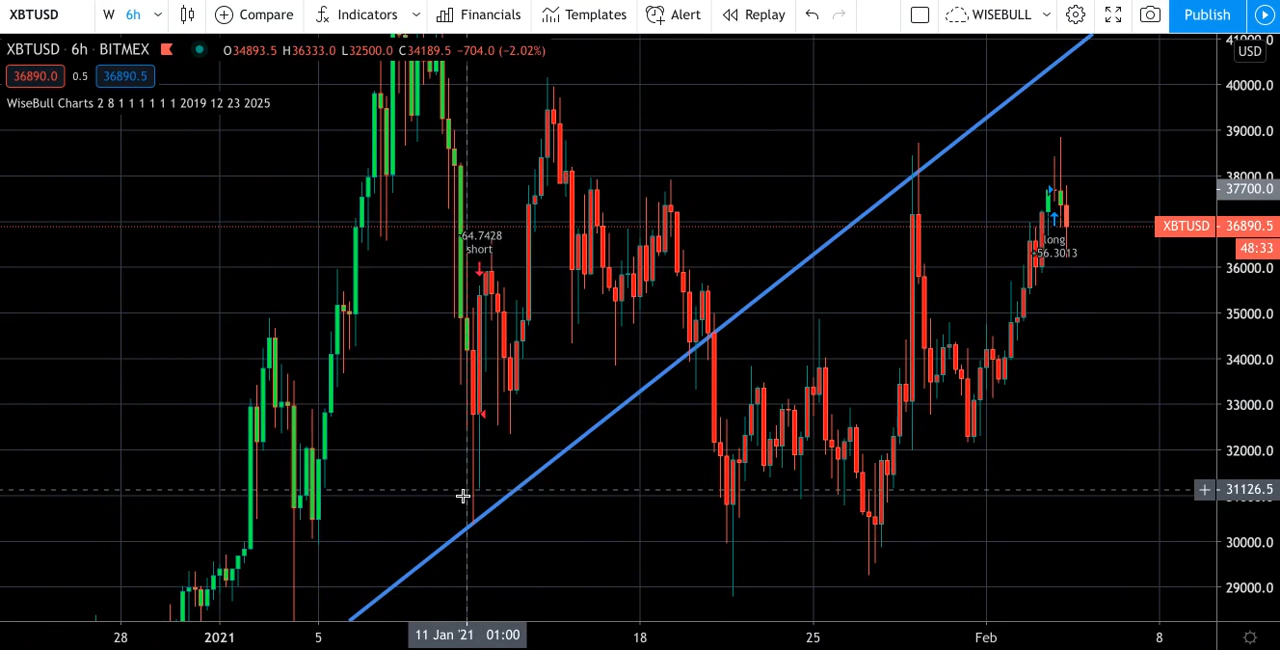 XBTUSD W 6h Compare Indicators Financials Templates Alert Replay WISEBULL Publish
XBTUSD · 6h · BITMEX O34893.5 H36333.0 L32500.0 C34189.5 −704.0 (−2.02%)
36890.0 0.5 36890.5
WiseBull Charts 2 8 1 1 1 1 1 1 2019 12 23 2025
41000.0
USD
40000.0
39000.0
38000.0
37700.0
XBTUSD 36890.5
48:33
36000.0
35000.0
34000.0
33000.0
32000.0
31126.5
30000.0
29000.0
-64.7428
short
long
-56.3013
28 2021 5 11 Jan '21 01:00 18 25 Feb 8